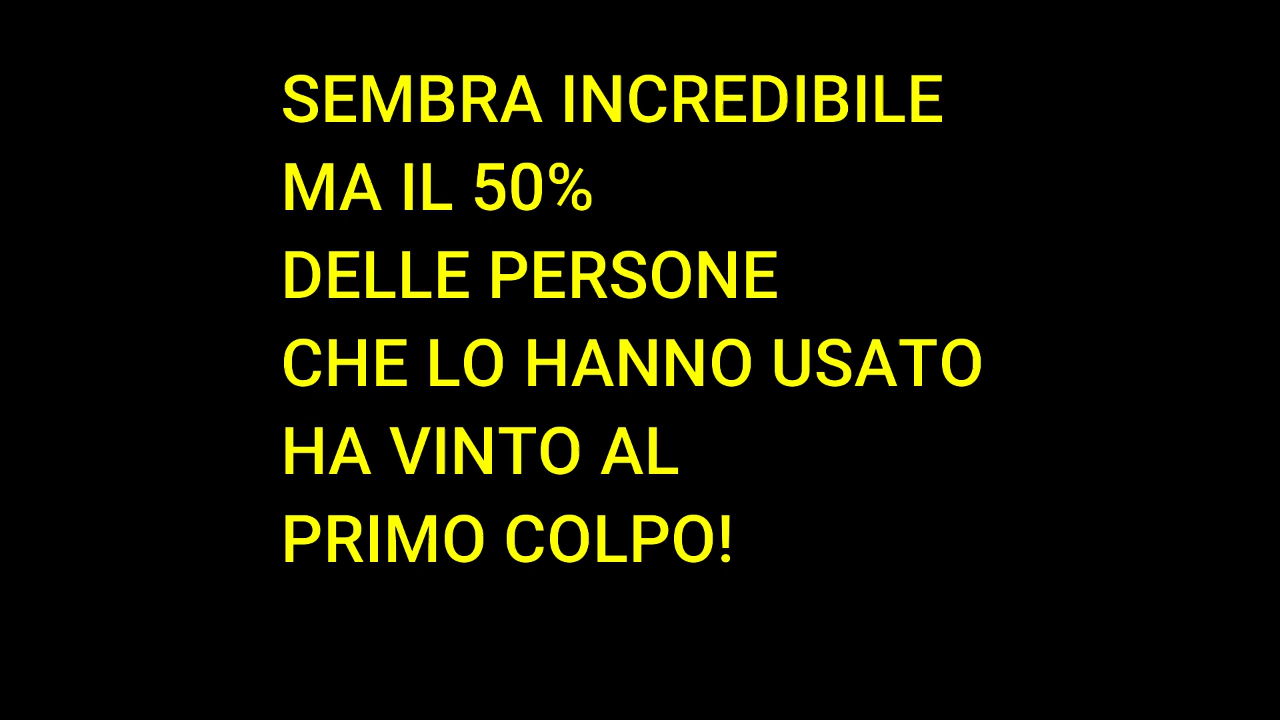 SEMBRA INCREDIBILE
MA IL 50%
DELLE PERSONE
CHE LO HANNO USATO
HA VINTO AL
PRIMO COLPO!